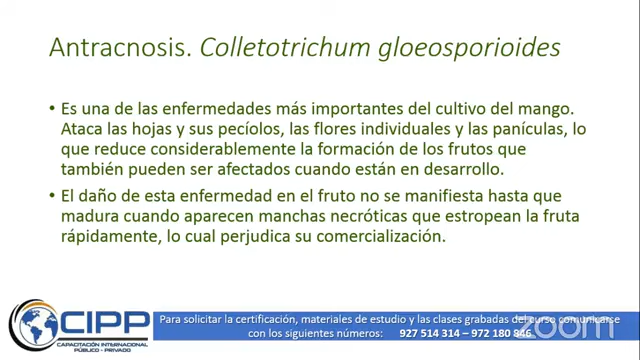 Antracnosis. Colletotrichum gloeosporioides
• Es una de las enfermedades más importantes del cultivo del mango.
Ataca las hojas y sus pecíolos, las flores individuales y las panículas, lo
que reduce considerablemente la formación de los frutos que
también pueden ser afectados cuando están en desarrollo.
• El daño de esta enfermedad en el fruto no se manifiesta hasta que
madura cuando aparecen manchas necróticas que estropean la fruta
rápidamente, lo cual perjudica su comercialización.
CIPP
CAPACITACIÓN INTERNACIONAL
PÚBLICO - PRIVADO
Para solicitar la certificación, materiales de estudio y las clases grabadas del curso comunicarse
con los siguientes números: 927 514 314 – 972 180 846
zoom